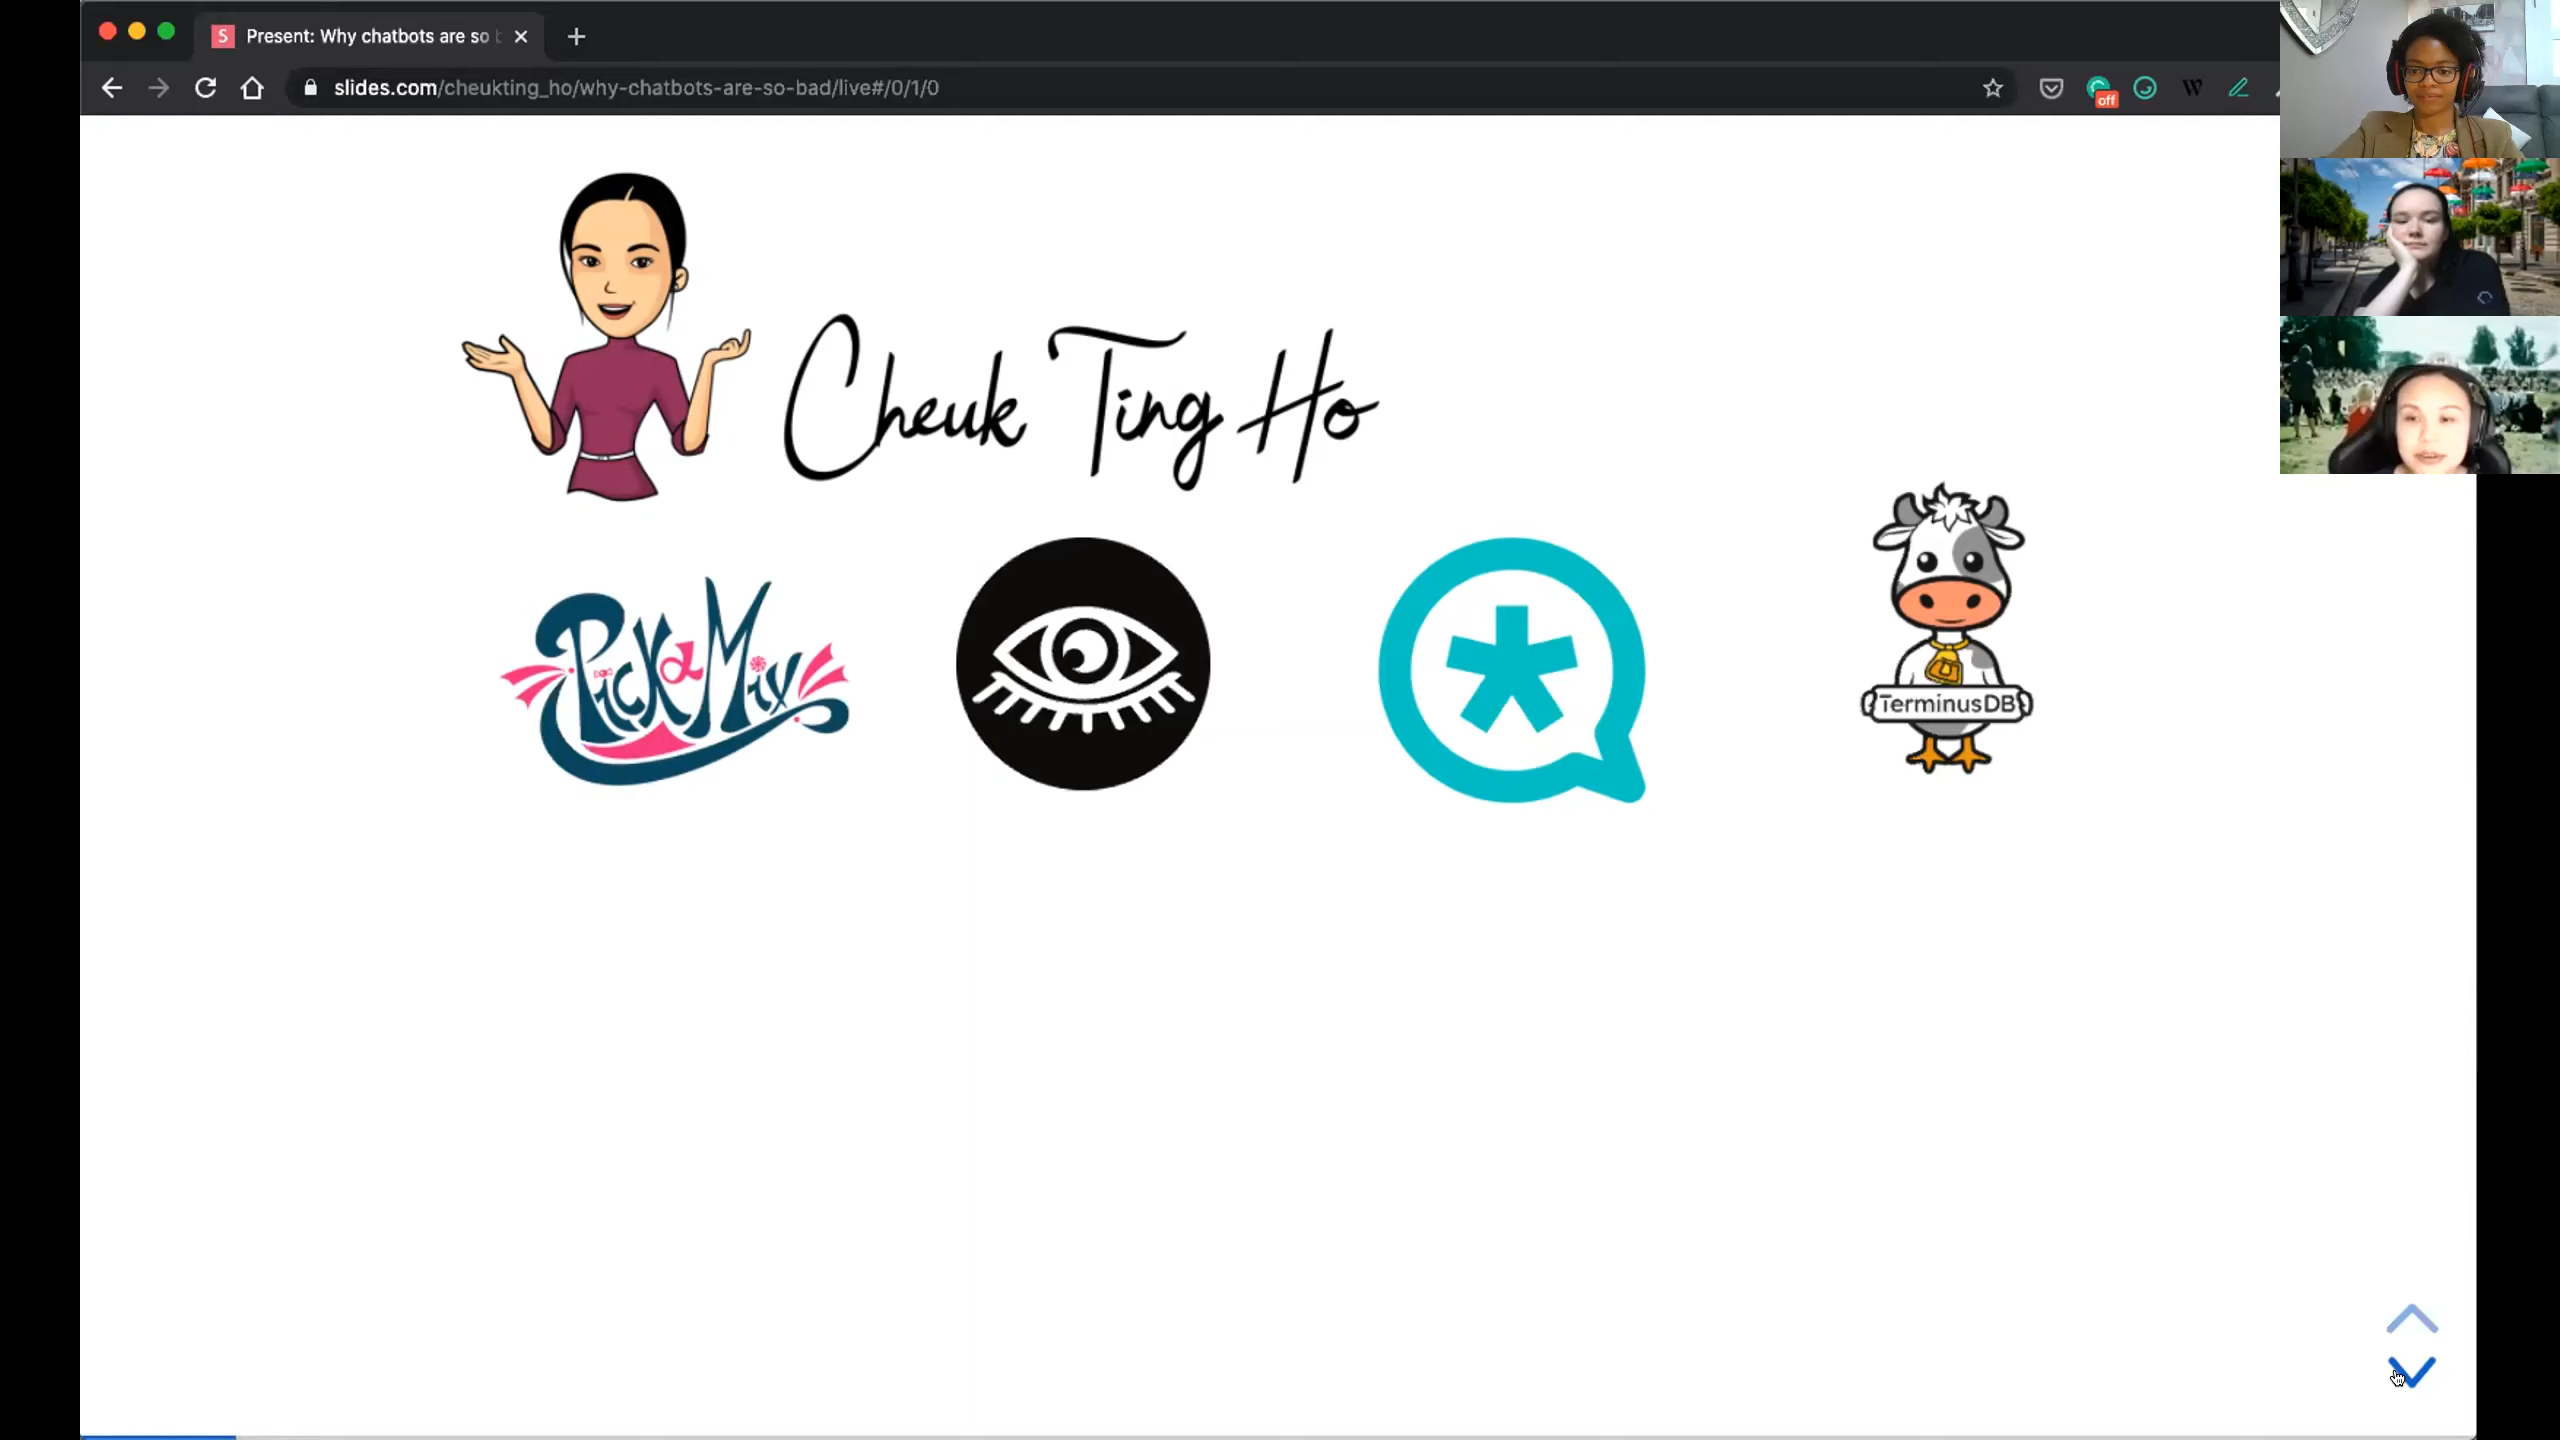 S Present: Why chatbots are so b
slides.com/cheukting_ho/why-chatbots-are-so-bad/live#/0/1/0
off
W
Cheuk Ting Ho
Pick a Mix
TerminusDB